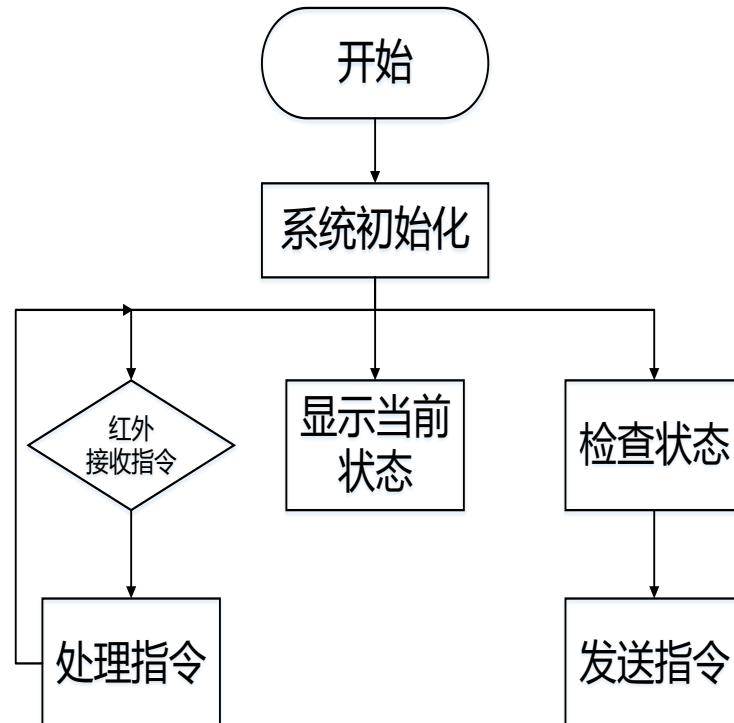 开始
系统初始化
红外
接收指令
显示当前
状态
检查状态
处理指令
发送指令